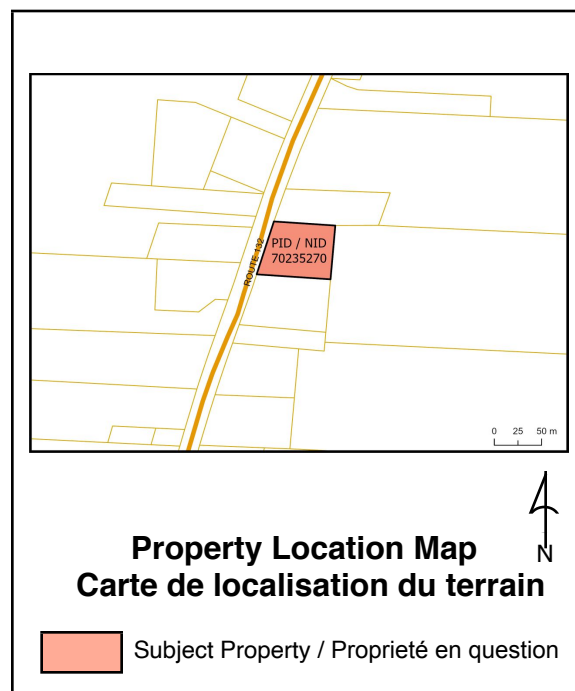 PID / NID
70235270
ROUTE 132
0 25 50 m
N
Property Location Map
Carte de localisation du terrain
Subject Property / Proprieté en question